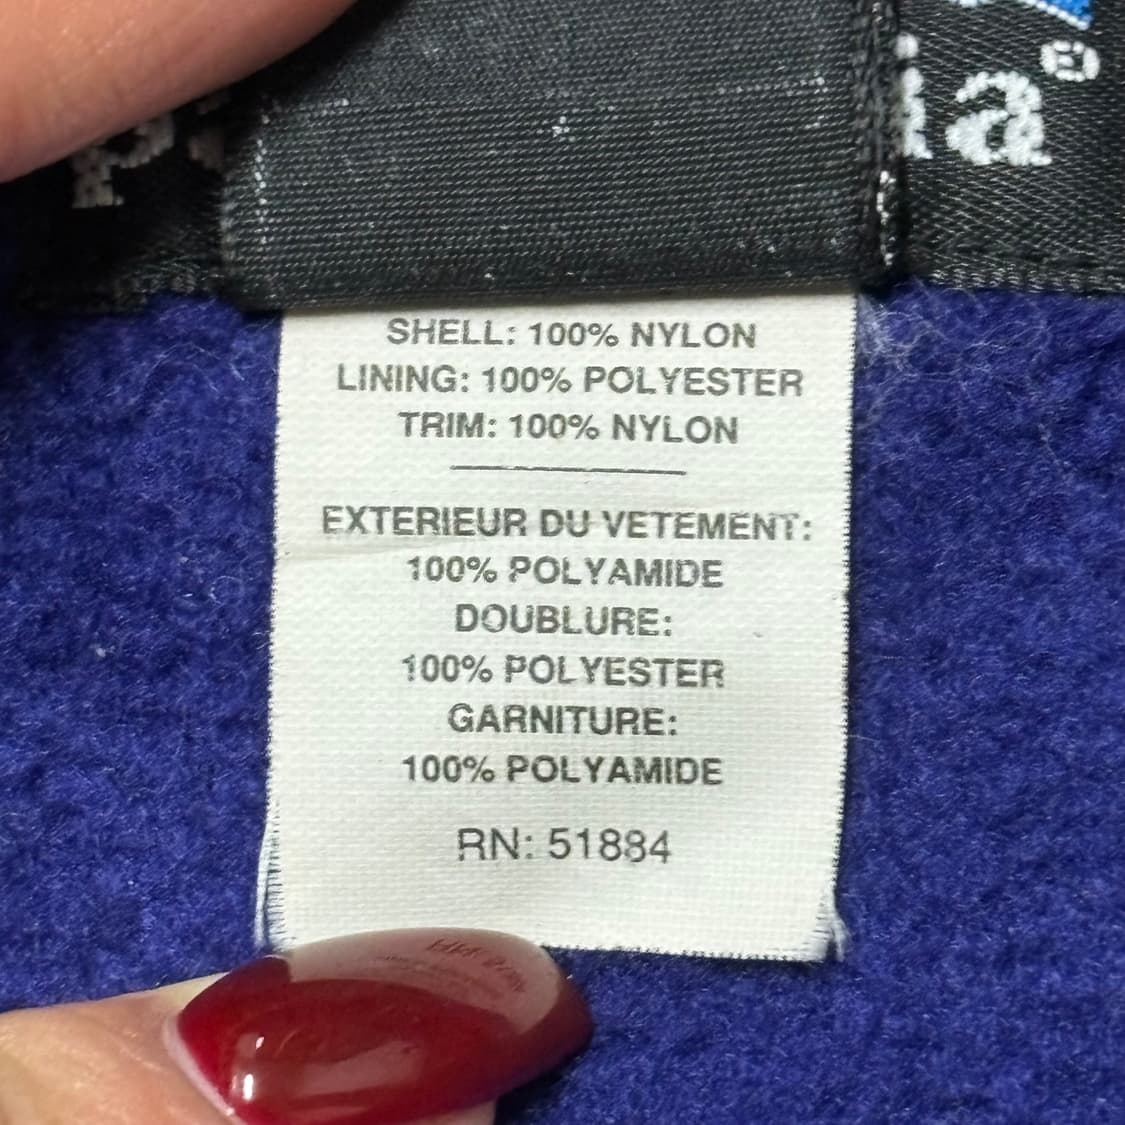 ia®
SHELL: 100% NYLON
LINING: 100% POLYESTER
TRIM: 100% NYLON
EXTERIEUR DU VETEMENT:
100% POLYAMIDE
DOUBLURE:
100% POLYESTER
GARNITURE:
100% POLYAMIDE
RN: 51884